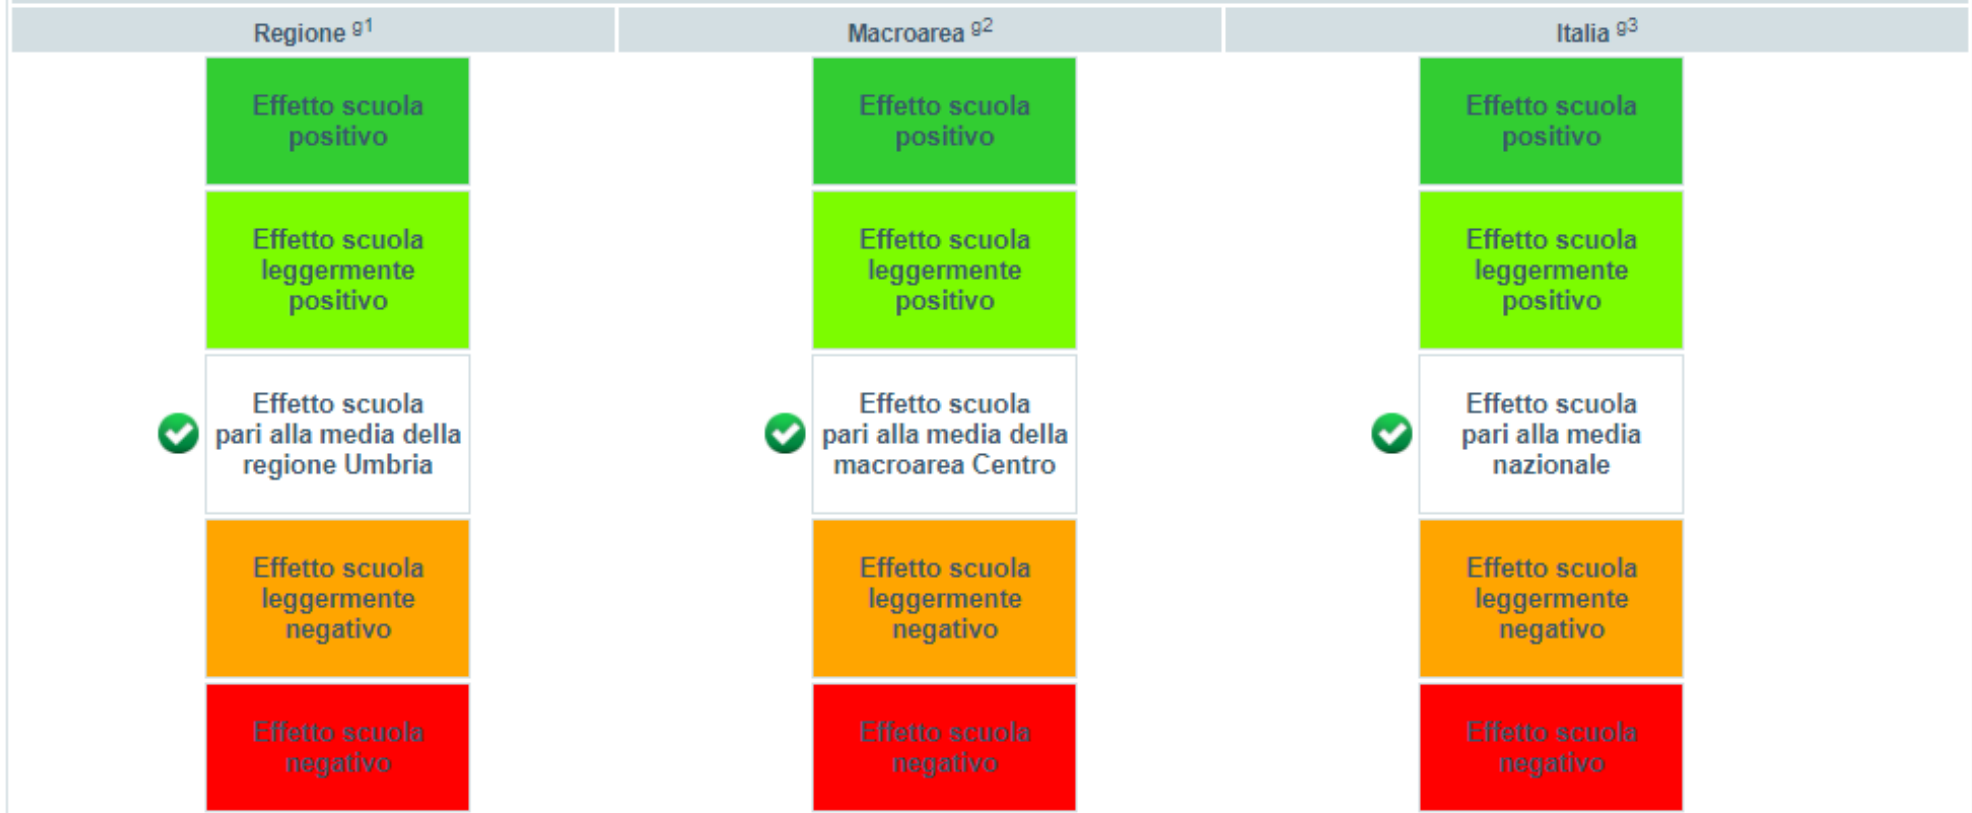 Regione g1
Macroarea g2
Italia g3
Effetto scuola
positivo
Effetto scuola
positivo
Effetto scuola
positivo
Effetto scuola
leggermente
positivo
Effetto scuola
leggermente
positivo
Effetto scuola
leggermente
positivo
Effetto scuola
pari alla media della
regione Umbria
Effetto scuola
pari alla media della
macroarea Centro
Effetto scuola
pari alla media
nazionale
Effetto scuola
leggermente
negativo
Effetto scuola
leggermente
negativo
Effetto scuola
leggermente
negativo
Effetto scuola
negativo
Effetto scuola
negativo
Effetto scuola
negativo